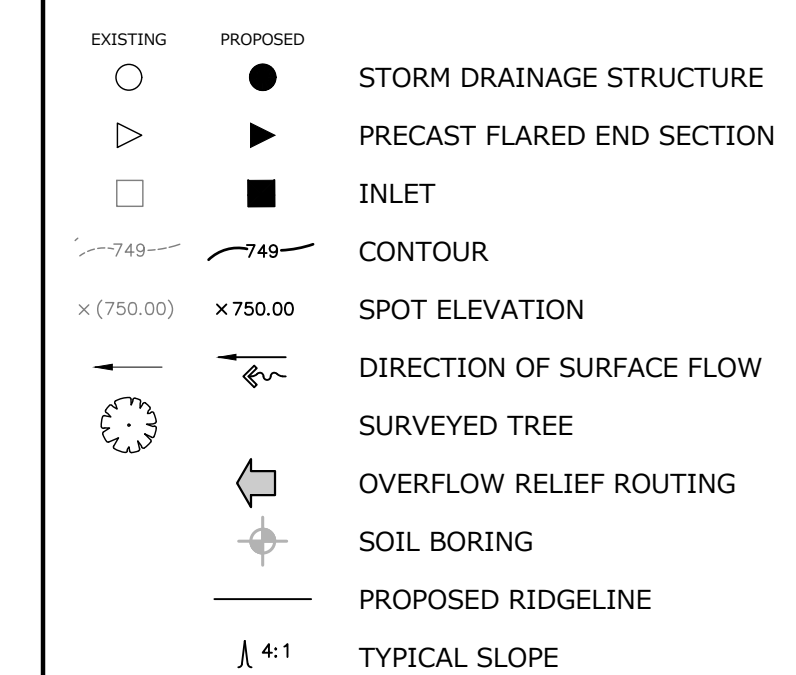 EXISTING PROPOSED
STORM DRAINAGE STRUCTURE
PRECAST FLARED END SECTION
INLET
749 749 CONTOUR
×(750.00) ×750.00 SPOT ELEVATION
DIRECTION OF SURFACE FLOW
SURVEYED TREE
OVERFLOW RELIEF ROUTING
SOIL BORING
PROPOSED RIDGELINE
4:1 TYPICAL SLOPE